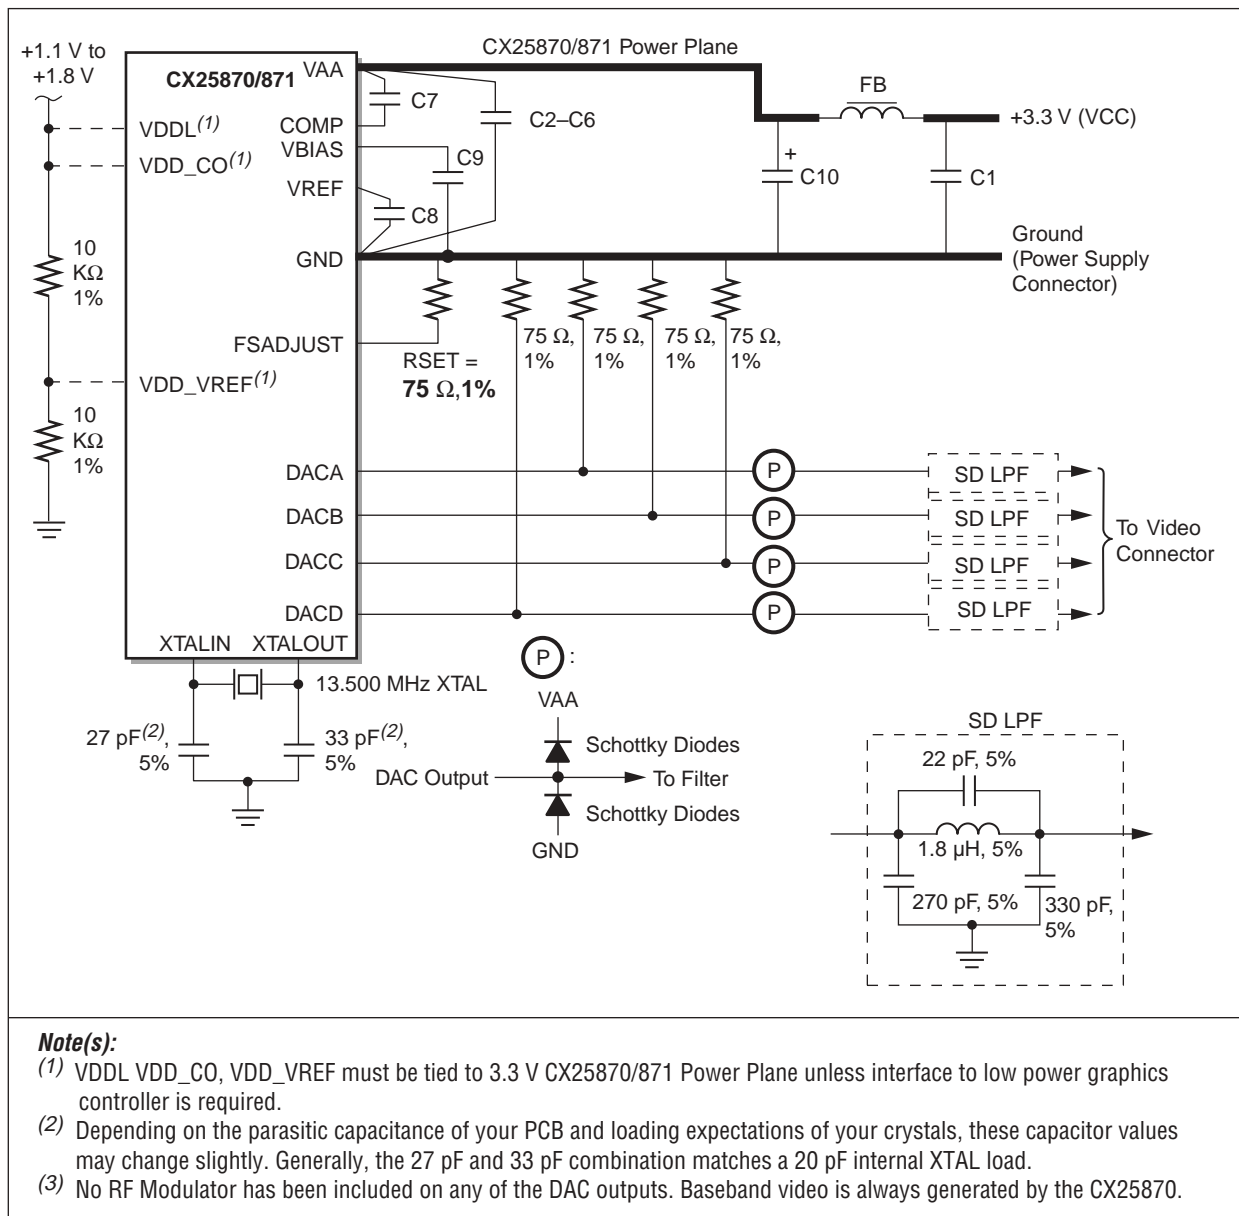 +1.1 V to
+1.8 V
CX25870/871
VAA
CX25870/871 Power Plane
C7
C2–C6
FB
+3.3 V (VCC)
VDDL(1)
COMP
VDD_CO(1)
VBIAS
C9
+
C10
C1
VREF
C8
10
KΩ
1%
GND
Ground
(Power Supply
Connector)
FSADJUST
RSET =
75 Ω,1%
75 Ω,
1%
75 Ω,
1%
75 Ω,
1%
75 Ω,
1%
VDD_VREF(1)
10
KΩ
1%
DACA
P
SD LPF
DACB
P
SD LPF
To Video
Connector
DACC
P
SD LPF
DACD
P
SD LPF
XTALIN
XTALOUT
13.500 MHz XTAL
27 pF(2),
5%
33 pF(2),
5%
P :
VAA
Schottky Diodes
DAC Output
To Filter
Schottky Diodes
GND
SD LPF
22 pF, 5%
1.8 µH, 5%
270 pF, 5%
330 pF,
5%
Note(s):
(1) VDDL VDD_CO, VDD_VREF must be tied to 3.3 V CX25870/871 Power Plane unless interface to low power graphics
controller is required.
(2) Depending on the parasitic capacitance of your PCB and loading expectations of your crystals, these capacitor values
may change slightly. Generally, the 27 pF and 33 pF combination matches a 20 pF internal XTAL load.
(3) No RF Modulator has been included on any of the DAC outputs. Baseband video is always generated by the CX25870.